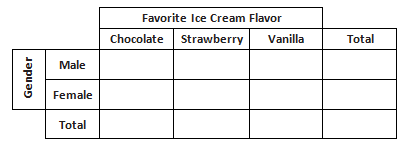 Favorite Ice Cream Flavor
Chocolate Strawberry Vanilla Total
Gender
Male
Female
Total